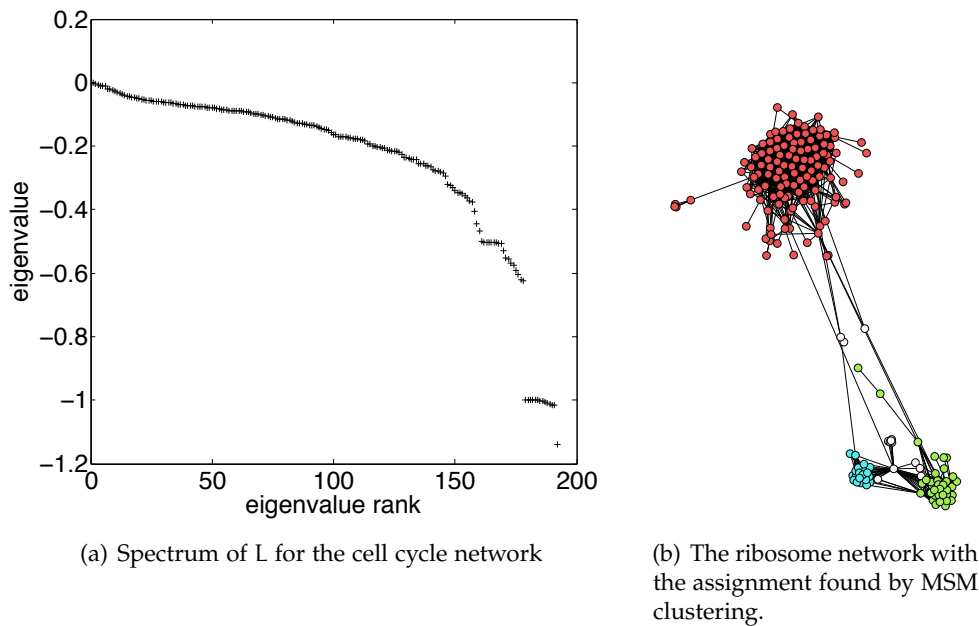 0.2
0
−0.2
−0.4
−0.6
−0.8
−1
−1.2
eigenvalue
0
50
100
150
200
eigenvalue rank
(a) Spectrum of L for the cell cycle network
(b) The ribosome network with
the assignment found by MSM
clustering.